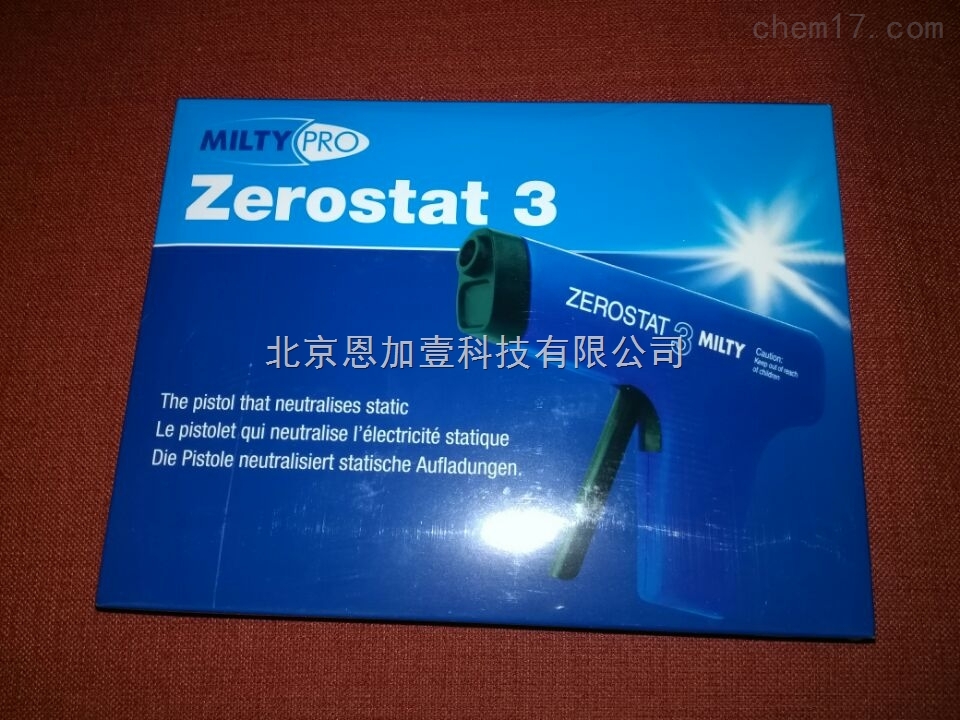 chem17.com
MILTY PRO
Zerostat 3
ZEROSTAT 3 MILTY
Caution:
Keep out of reach
of children
北京恩加壹科技有限公司
The pistol that neutralises static
Le pistolet qui neutralise l'électricité statique
Die Pistole neutralisiert statische Aufladungen.